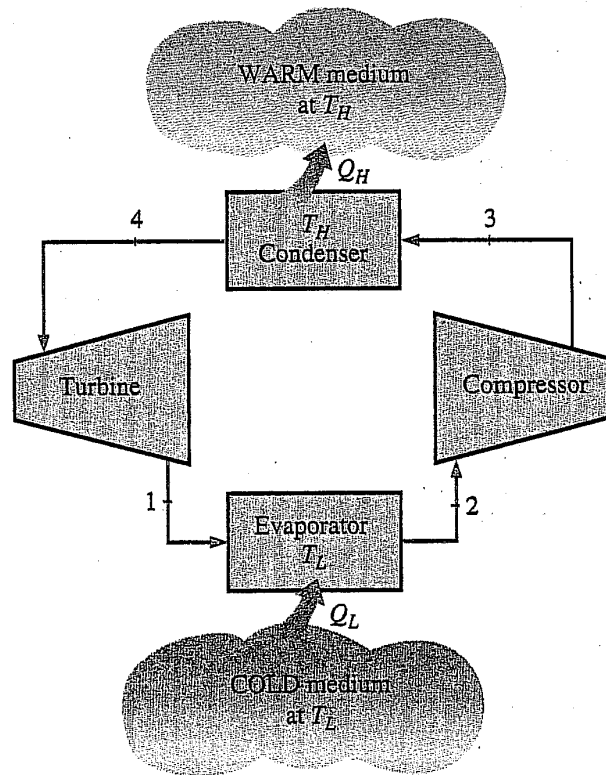 WARM medium
at T_H
Q_H
4
T_H
Condenser
3
Turbine
Compressor
1
Evaporator
T_L
2
Q_L
COLD medium
at T_L